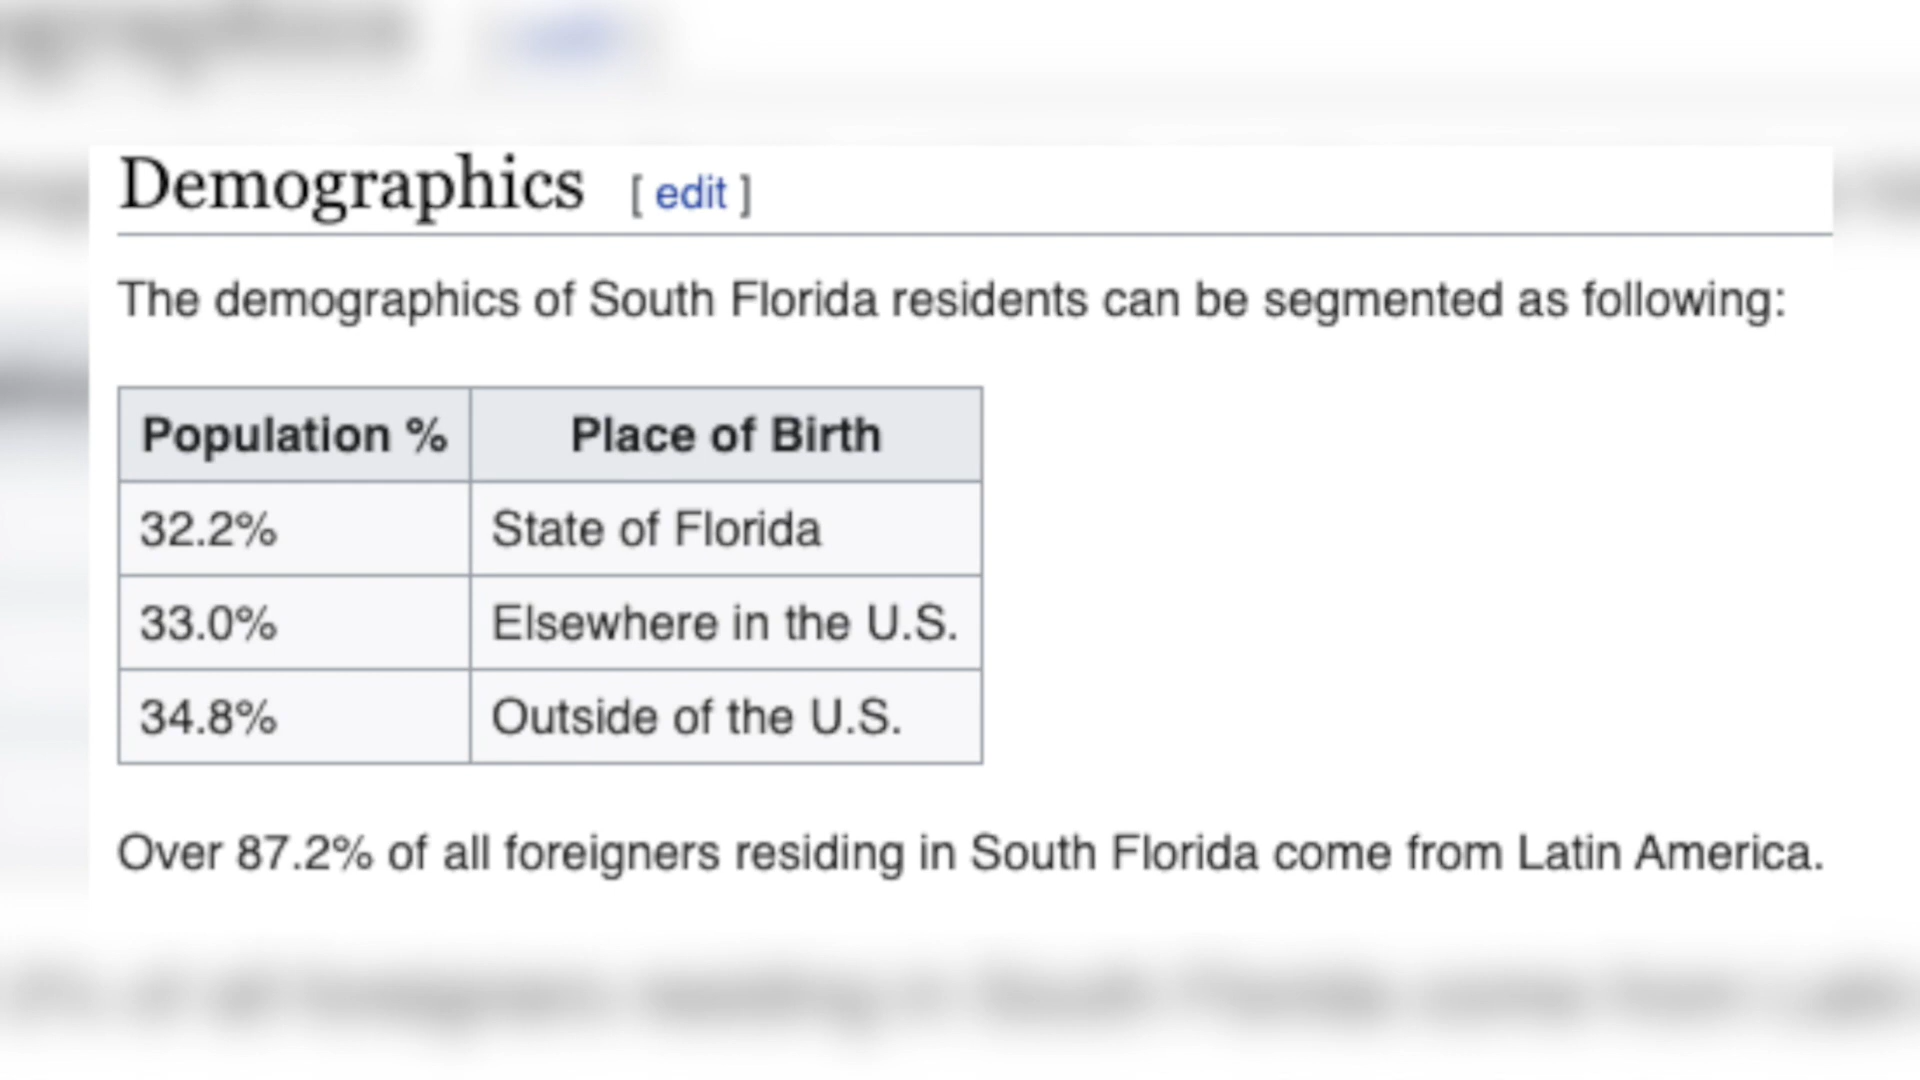 Demographics [ edit ]
The demographics of South Florida residents can be segmented as following:
Population % Place of Birth
32.2% State of Florida
33.0% Elsewhere in the U.S.
34.8% Outside of the U.S.
Over 87.2% of all foreigners residing in South Florida come from Latin America.